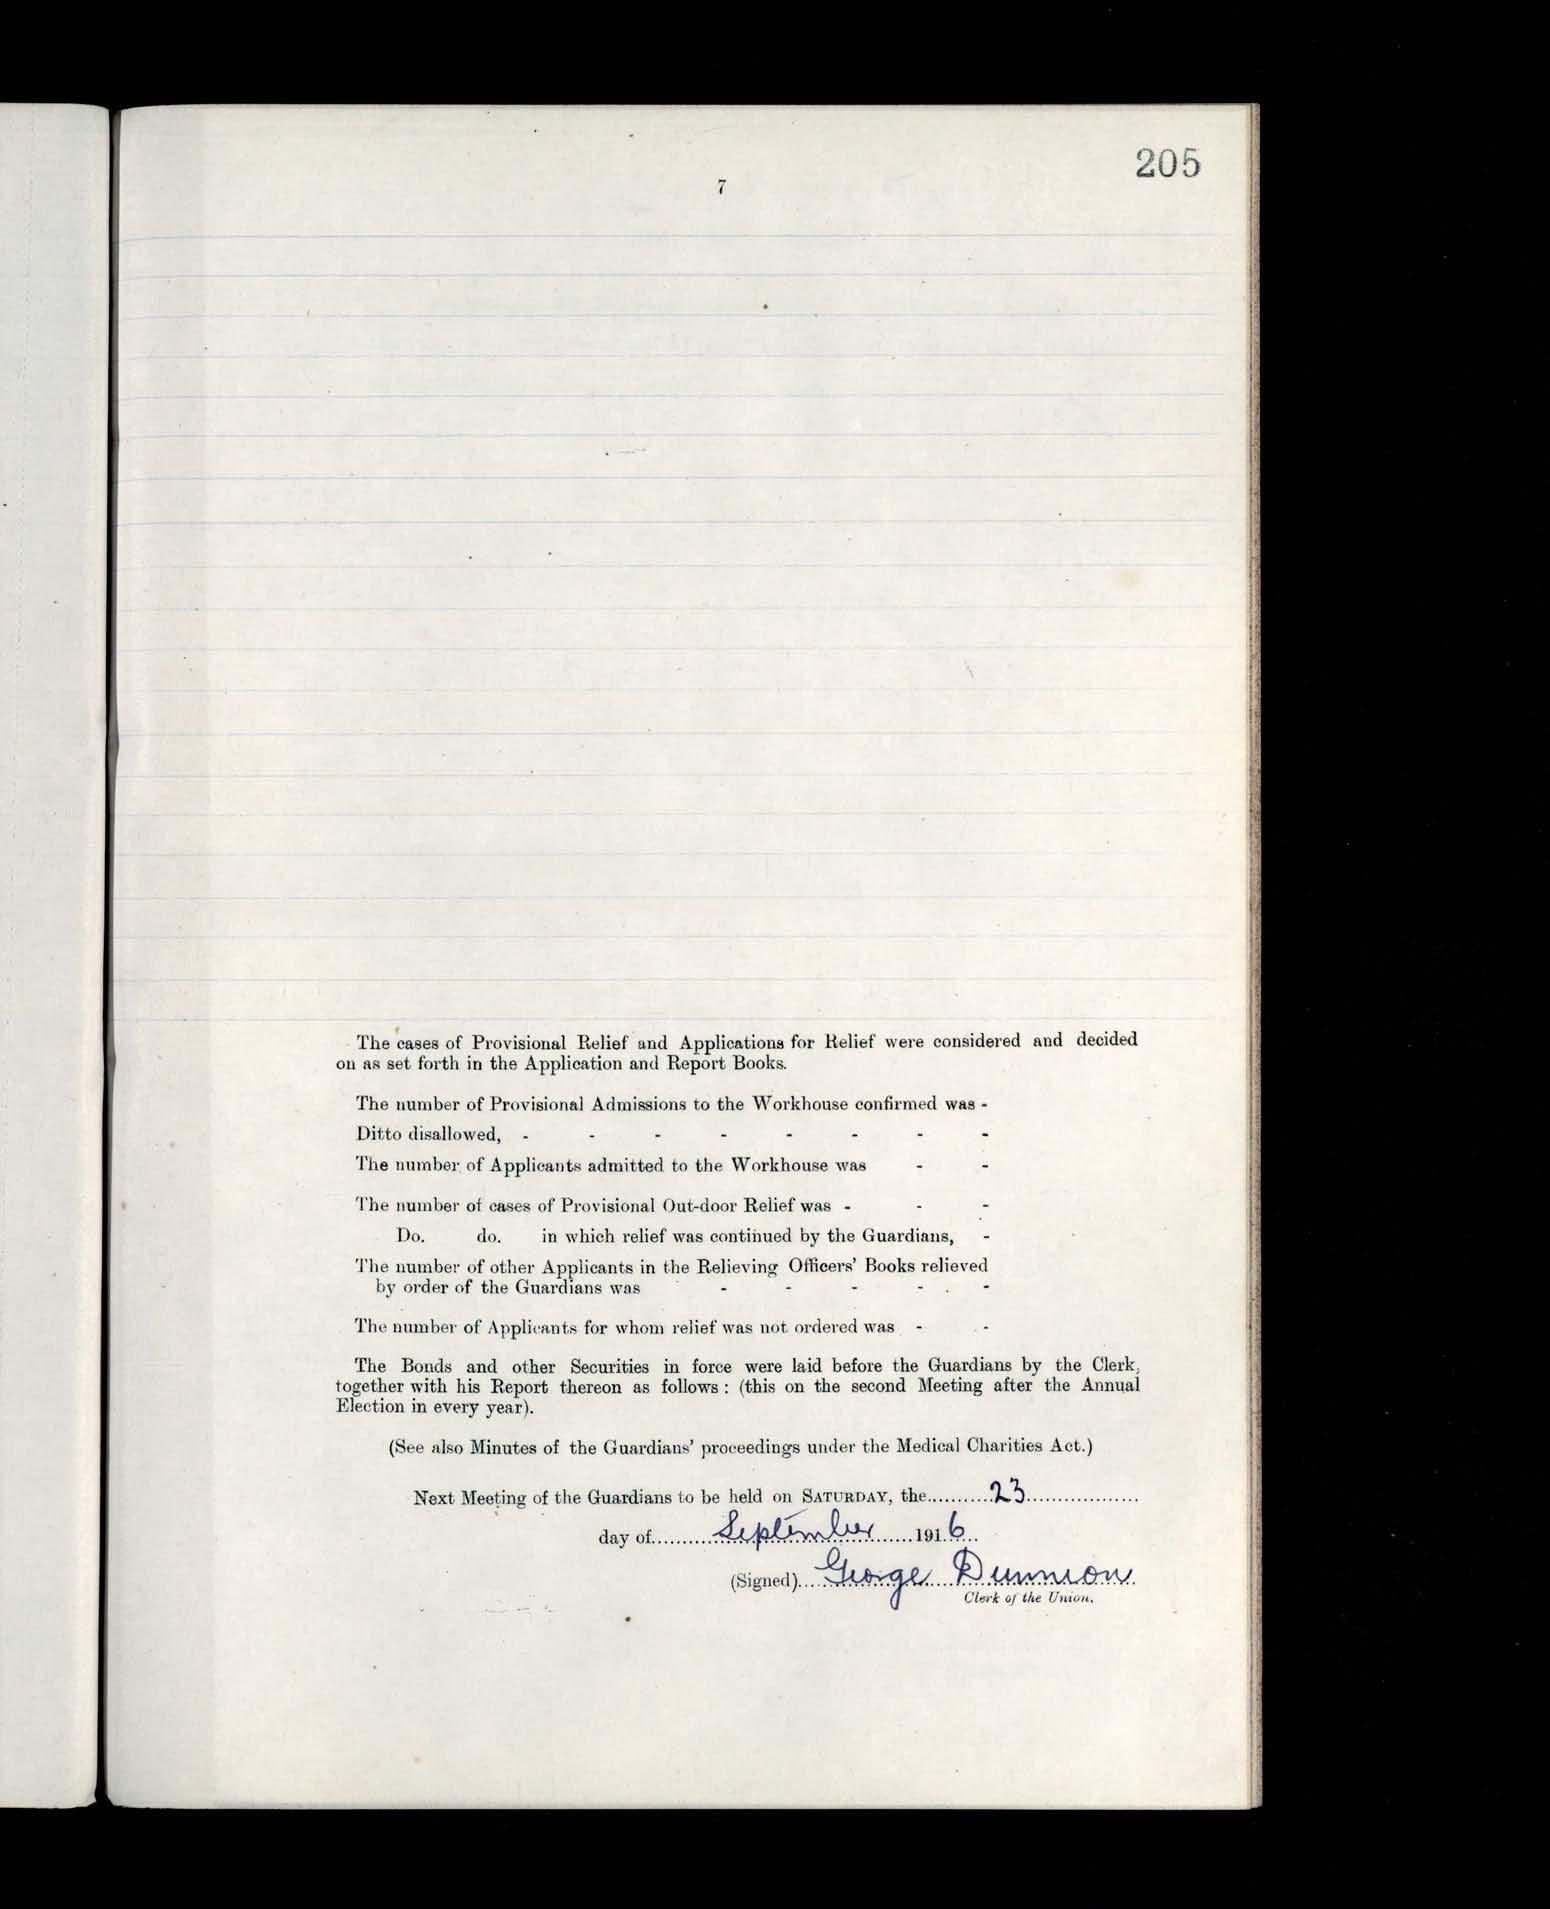 205
7
The cases of Provisional Relief and Applications for Relief were considered and decided
on as set forth in the Application and Report Books.
The number of Provisional Admissions to the Workhouse confirmed was -
Ditto disallowed, - - - - - - - -
The number of Applicants admitted to the Workhouse was - -
The number of cases of Provisional Out-door Relief was - - -
Do. do. in which relief was continued by the Guardians, -
The number of other Applicants in the Relieving Officers' Books relieved
by order of the Guardians was - - - - -
The number of Applicants for whom relief was not ordered was - -
The Bonds and other Securities in force were laid before the Guardians by the Clerk,
together with his Report thereon as follows : (this on the second Meeting after the Annual
Election in every year).
(See also Minutes of the Guardians' proceedings under the Medical Charities Act.)
Next Meeting of the Guardians to be held on SATURDAY, the..........23..................
day of..........September......1916..
(Signed)....George Dunnion
Clerk of the Union.